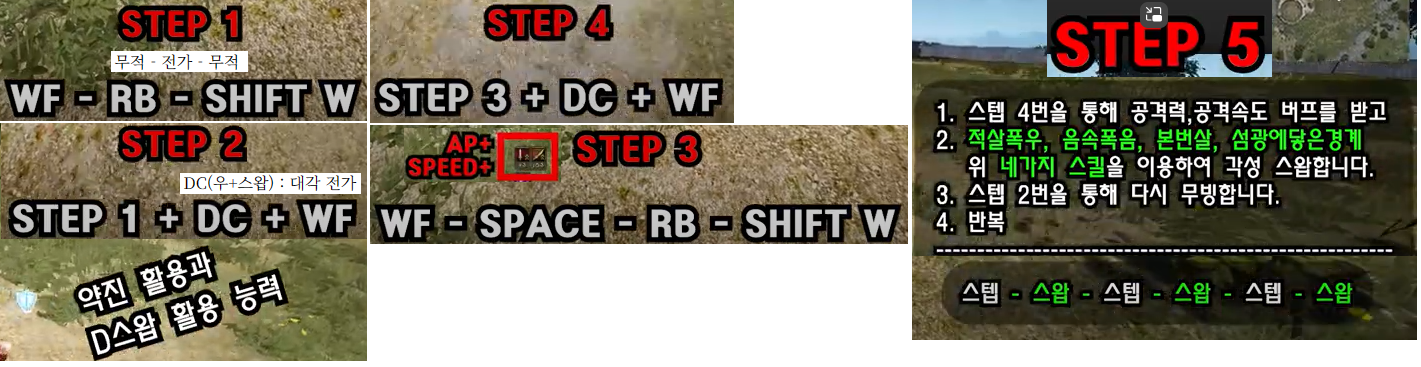 STEP 1
무적 - 전가 - 무적
WF - RB - SHIFT W
STEP 2
DC(우+스왑) : 대각 전가
STEP 1 + DC + WF
약진 활용과
D스왑 활용 능력
STEP 4
STEP 3 + DC + WF
AP+
SPEED+
STEP 3
WF - SPACE - RB - SHIFT W
STEP 5
1. 스텝 4번을 통해 공격력,공격속도 버프를 받고
2. 적살폭우, 음속폭음, 본번살, 섬광에닿은경계
위 네가지 스킬을 이용하여 각성 스왑합니다.
3. 스텝 2번을 통해 다시 무빙합니다.
4. 반복
------------------------------------------------------------
스텝 - 스왑 - 스텝 - 스왑 - 스텝 - 스왑